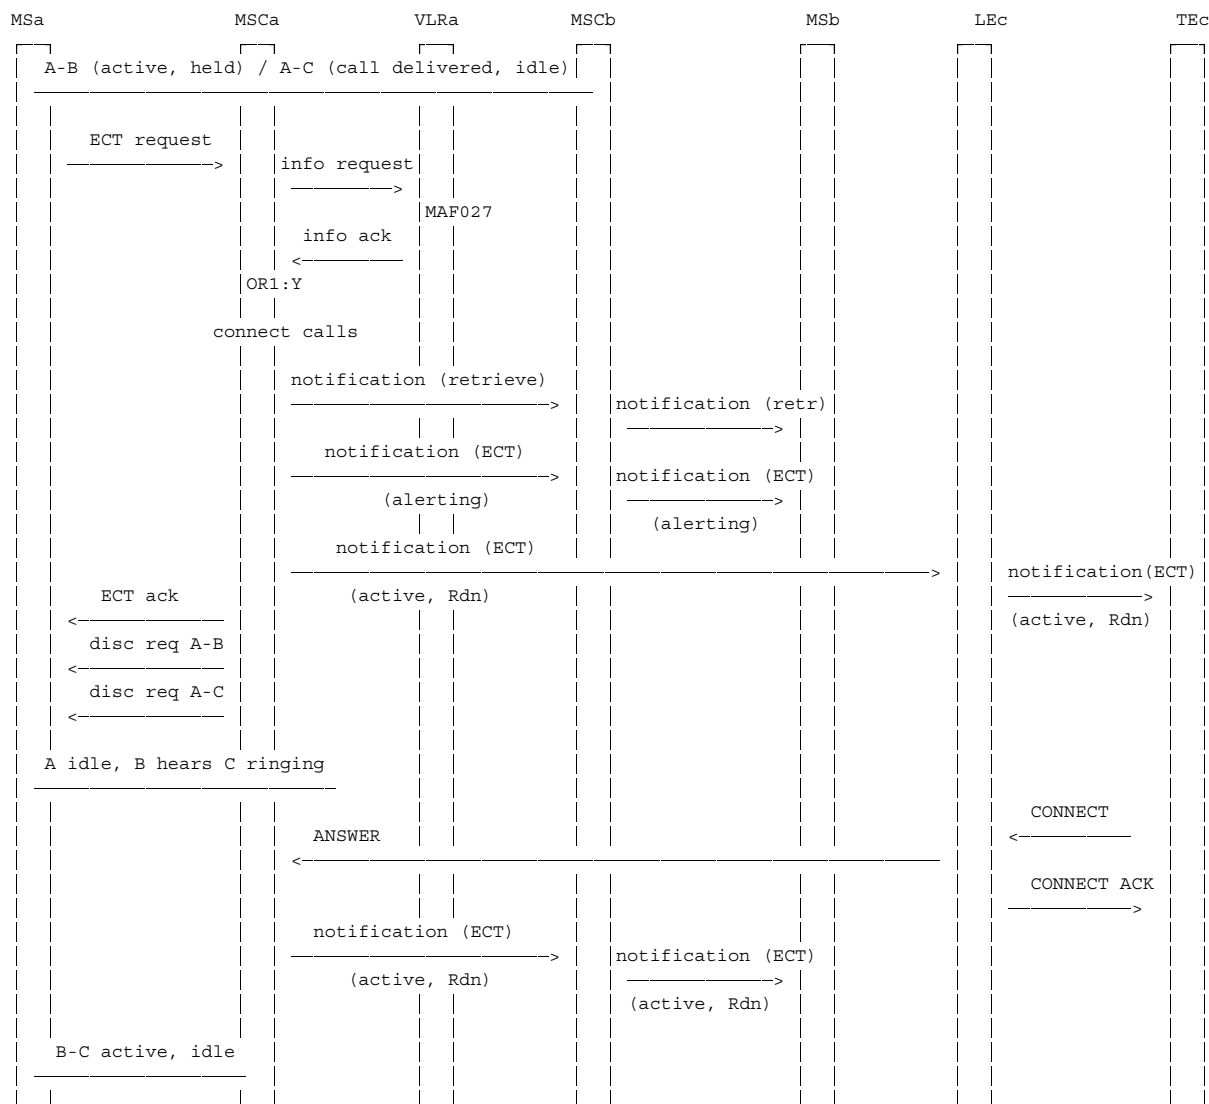 MSa MSCa VLRa MSCb MSb LEc TEc
A-B (active, held) / A-C (call delivered, idle)
ECT request
info request
MAF027
info ack
OR1:Y
connect calls
notification (retrieve)
notification (retr)
notification (ECT)
notification (ECT)
(alerting)
(alerting)
notification (ECT)
notification(ECT)
ECT ack (active, Rdn)
(active, Rdn)
disc req A-B
disc req A-C
A idle, B hears C ringing
CONNECT
ANSWER
CONNECT ACK
notification (ECT)
notification (ECT)
(active, Rdn)
(active, Rdn)
B-C active, idle